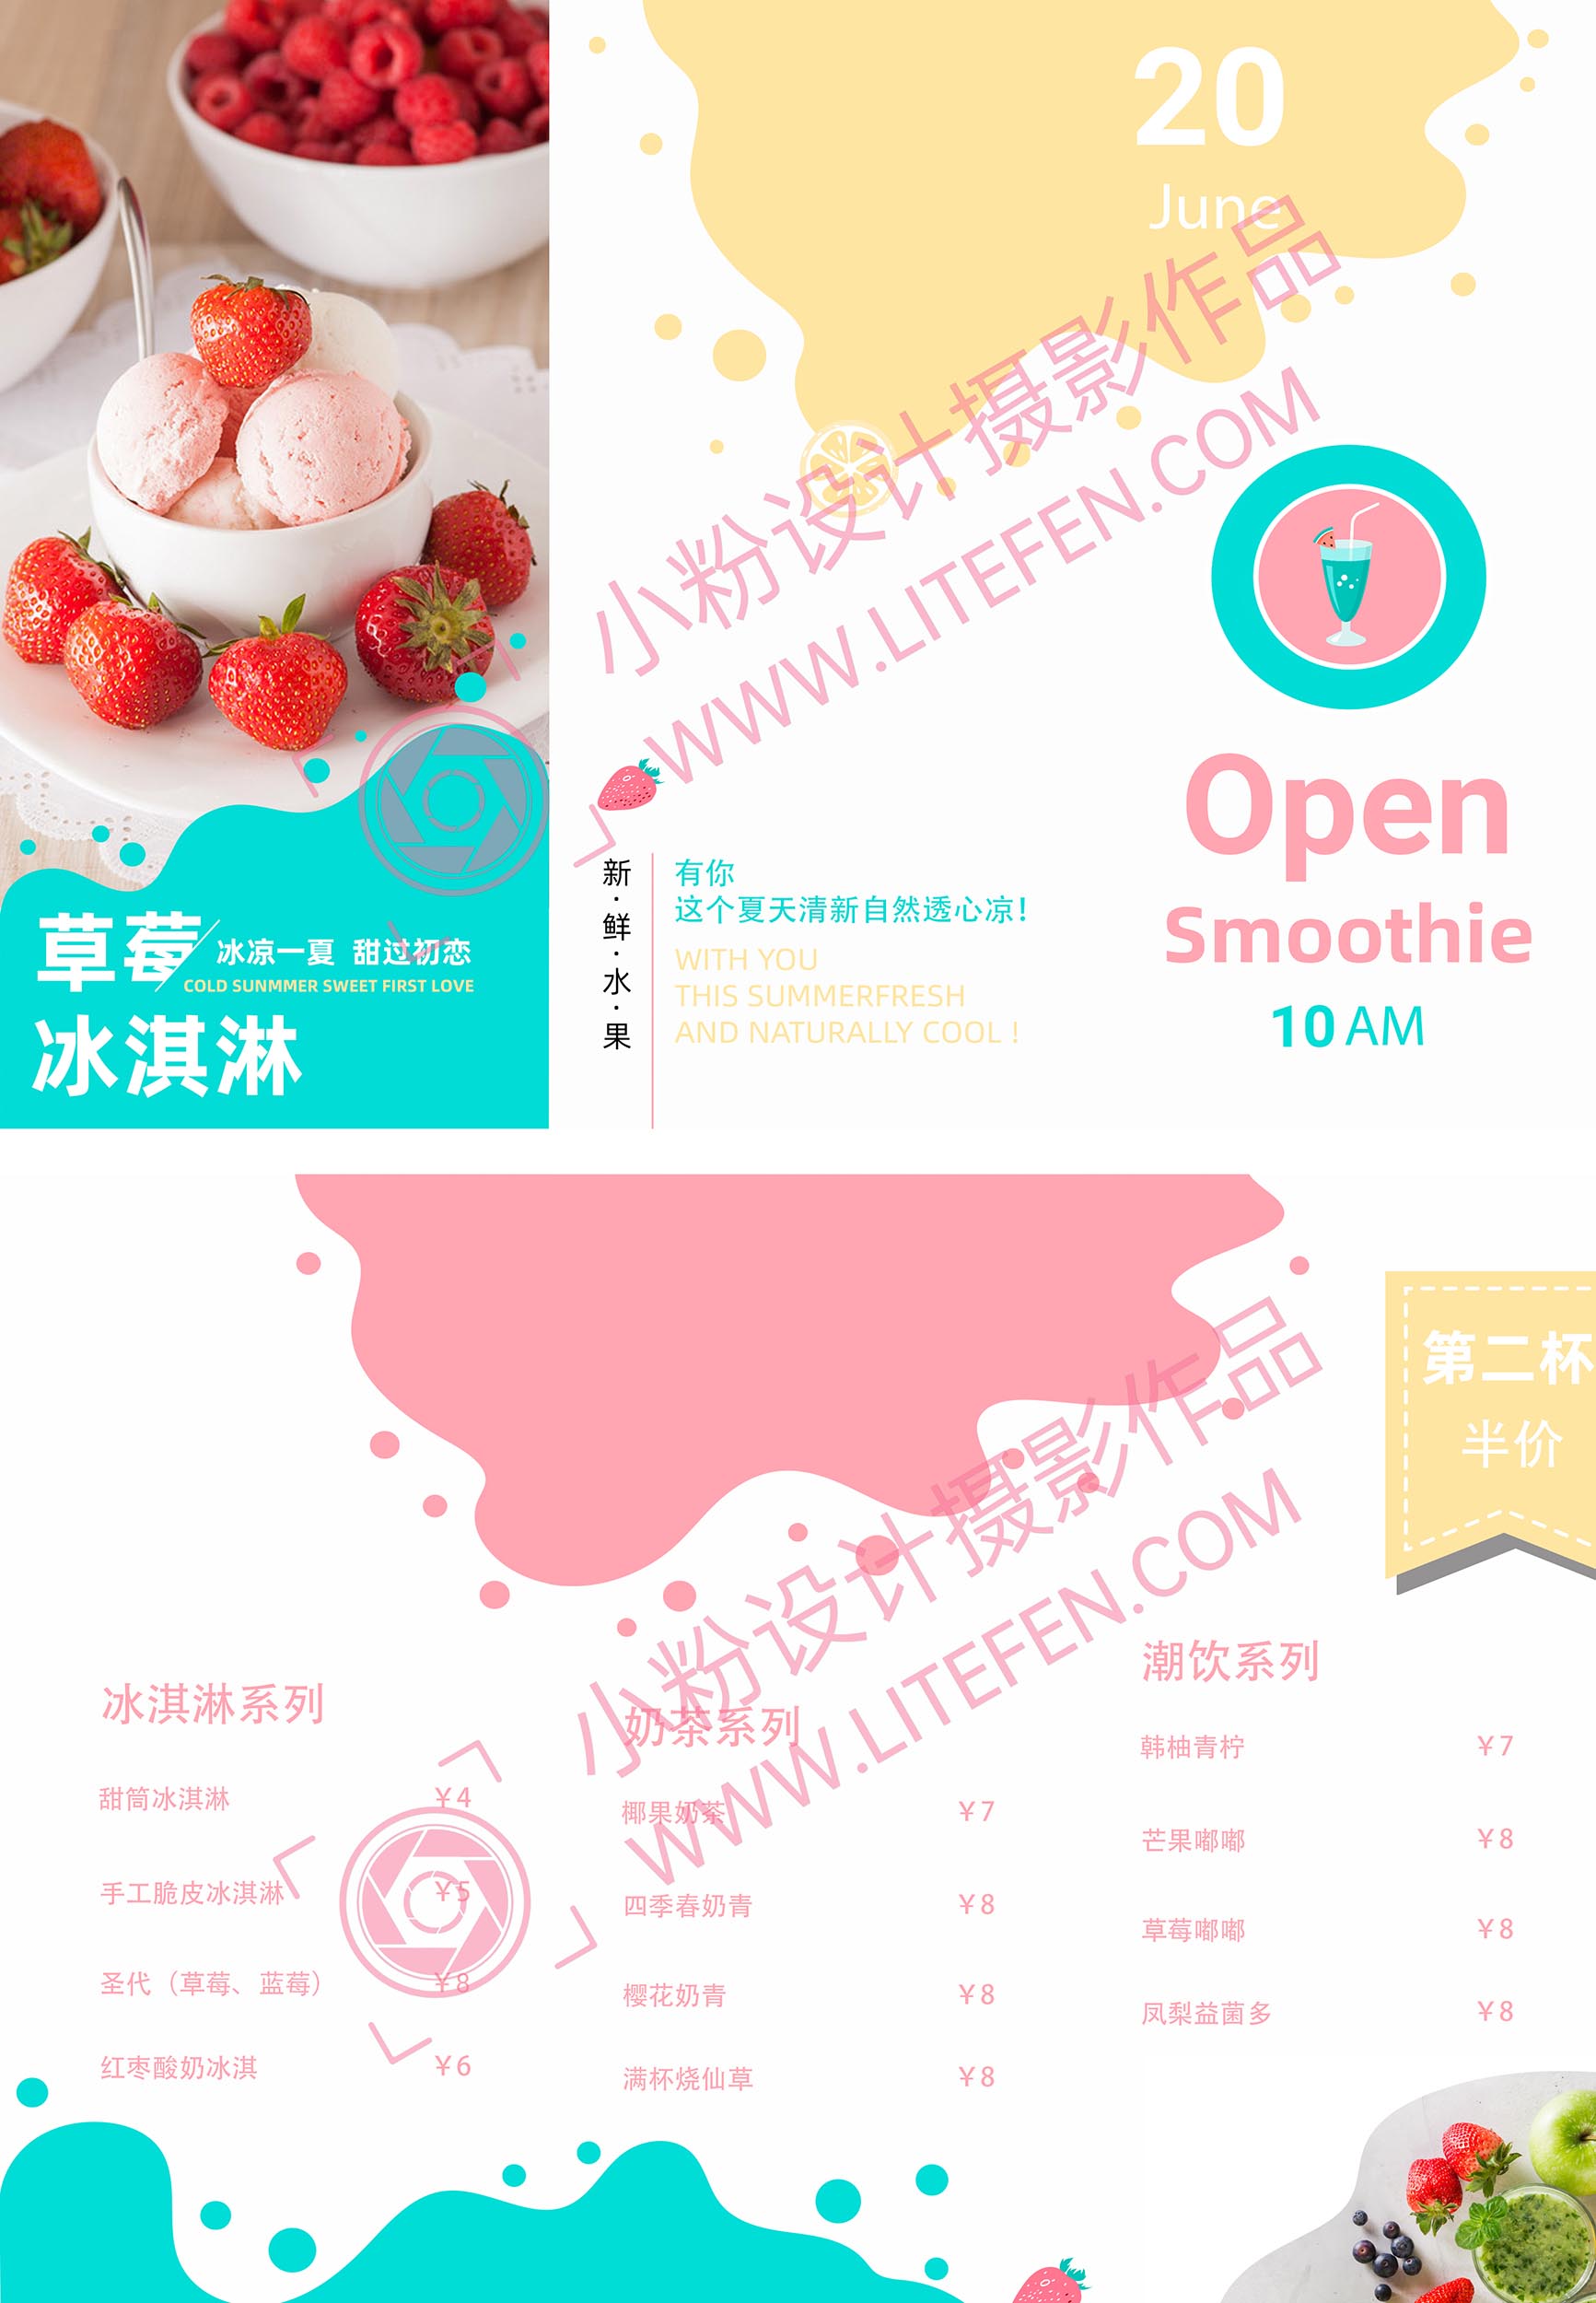 20
June
Open
Smoothie
10 AM
新·鲜·水·果
有你
这个夏天清新自然透心凉!
WITH YOU
THIS SUMMERFRESH
AND NATURALLY COOL !
草莓
冰凉一夏 甜过初恋
COLD SUNMMER SWEET FIRST LOVE
冰淇淋
小粉设计摄影作品
WWW.LITEFEN.COM
第二杯
半价
冰淇淋系列
甜筒冰淇淋 ¥4
手工脆皮冰淇淋 ¥5
圣代（草莓、蓝莓） ¥8
红枣酸奶冰淇 ¥6
奶茶系列
椰果奶茶 ¥7
四季春奶青 ¥8
樱花奶青 ¥8
满杯烧仙草 ¥8
潮饮系列
韩柚青柠 ¥7
芒果嘟嘟 ¥8
草莓嘟嘟 ¥8
凤梨益菌多 ¥8
小粉设计摄影作品
WWW.LITEFEN.COM